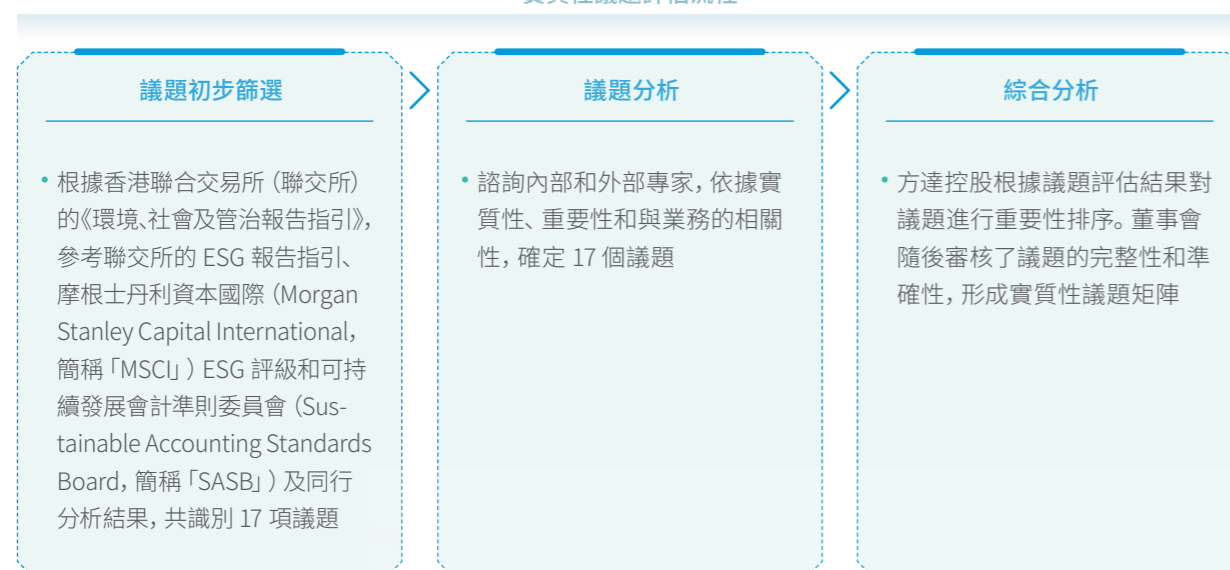 議題初步篩選
• 根據香港聯合交易所（聯交所）
的《環境、社會及管治報告指引》，
參考聯交所的 ESG 報告指引、
摩根士丹利資本國際（Morgan
Stanley Capital International，
簡稱「MSCI」）ESG 評級和可持
續發展會計準則委員會（Sus-
tainable Accounting Standards
Board，簡稱「SASB」）及同行
分析結果，共識別 17 項議題
議題分析
• 諮詢內部和外部專家，依據實
質性、重要性和與業務的相關
性，確定 17 個議題
綜合分析
• 方達控股根據議題評估結果對
議題進行重要性排序。董事會
隨後審核了議題的完整性和準
確性，形成實質性議題矩陣